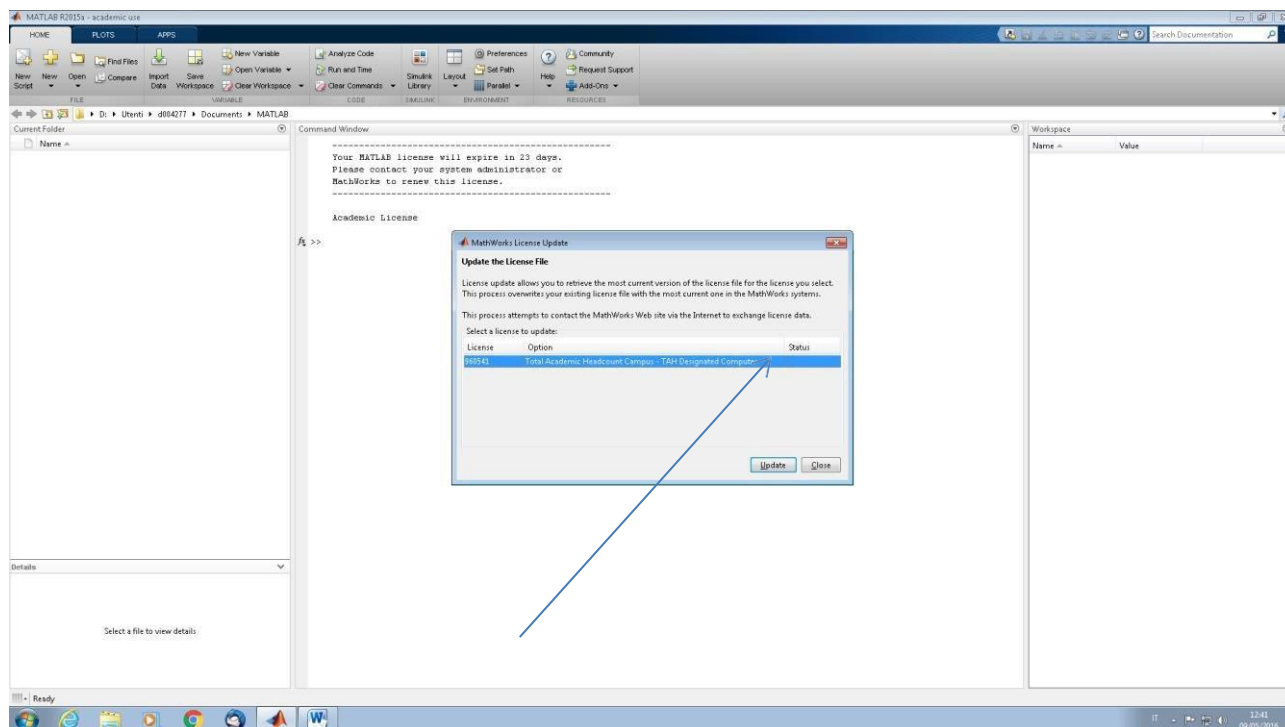 MATLAB R2015a - academic use
HOME PLOTS APPS
Search Documentation
New Script
New
Open
Find Files
Compare
Import Data
Save Workspace
New Variable
Open Variable
Clear Workspace
Analyze Code
Run and Time
Clear Commands
Simulink Library
Layout
Preferences
Set Path
Parallel
Help
Community
Request Support
Add-Ons
FILE VARIABLE CODE SIMULINK ENVIRONMENT RESOURCES
D: Utenti d004277 Documents MATLAB
Current Folder
Name
Command Window
Workspace
Name Value
----------------------------------------------------
Your MATLAB license will expire in 23 days.
Please contact your system administrator or
MathWorks to renew this license.
----------------------------------------------------
Academic License
fx >>
MathWorks License Update
Update the License File
License update allows you to retrieve the most current version of the license file for the license you select.
This process overwrites your existing license file with the most current one in the MathWorks systems.
This process attempts to contact the MathWorks Web site via the Internet to exchange license data.
Select a license to update:
License Option Status
968541 Total Academic Headcount Campus - TAH Designated Computer
Update Close
Details
Select a file to view details
Ready
IT
12:41
09/05/2016